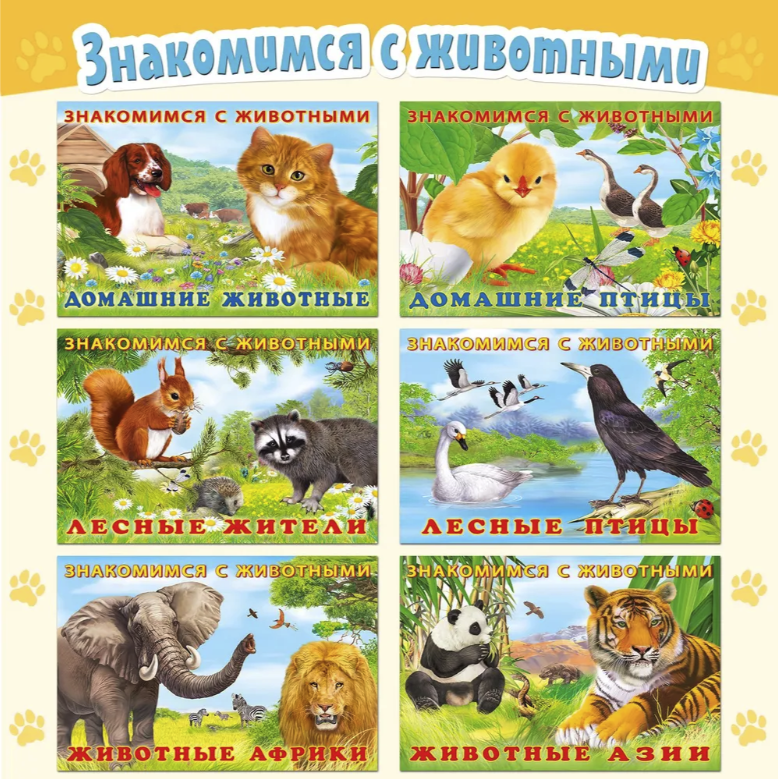 Знакомимся с животными
ЗНАКОМИМСЯ С ЖИВОТНЫМИ
ДОМАШНИЕ ЖИВОТНЫЕ
ЗНАКОМИМСЯ С ЖИВОТНЫМИ
ДОМАШНИЕ ПТИЦЫ
ЗНАКОМИМСЯ С ЖИВОТНЫМИ
ЛЕСНЫЕ ЖИТЕЛИ
ЗНАКОМИМСЯ С ЖИВОТНЫМИ
ЛЕСНЫЕ ПТИЦЫ
ЗНАКОМИМСЯ С ЖИВОТНЫМИ
ЖИВОТНЫЕ АФРИКИ
ЗНАКОМИМСЯ С ЖИВОТНЫМИ
ЖИВОТНЫЕ АЗИИ